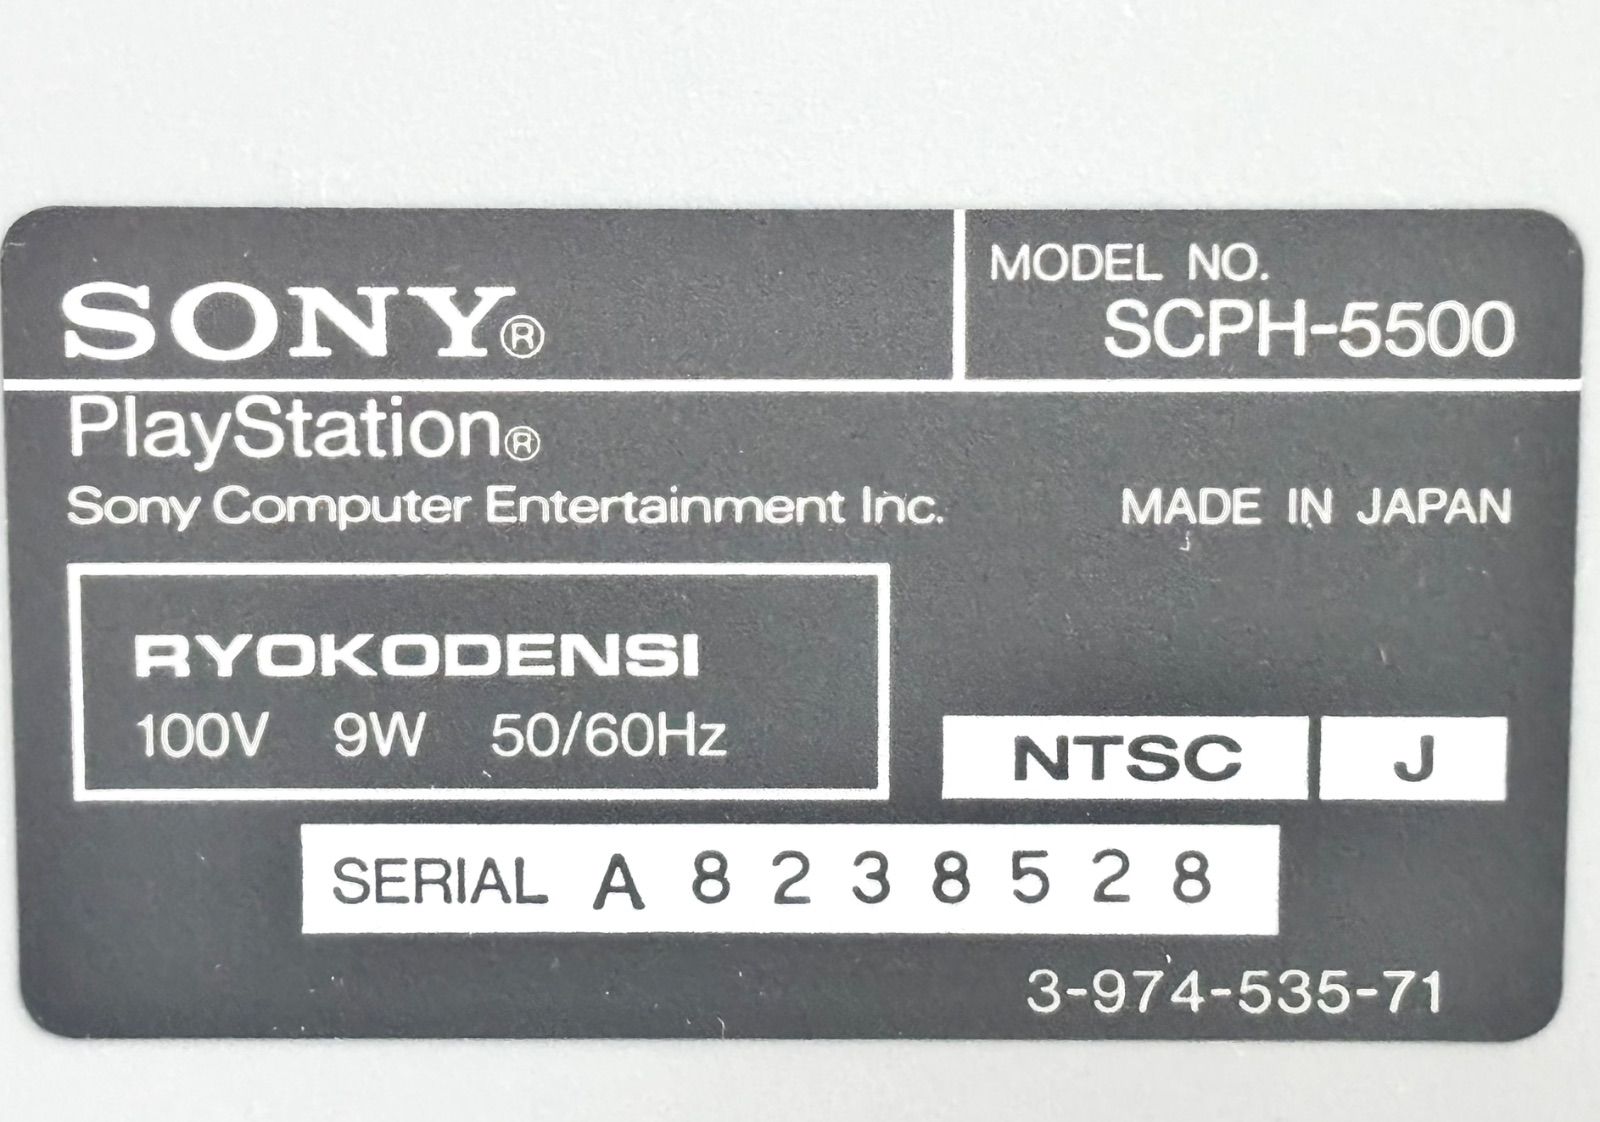 SONY®
MODEL NO.
SCPH-5500
PlayStation®
Sony Computer Entertainment Inc.
MADE IN JAPAN
RYOKODENSI
100V 9W 50/60Hz
NTSC J
SERIAL A 8 2 3 8 5 2 8
3-974-535-71